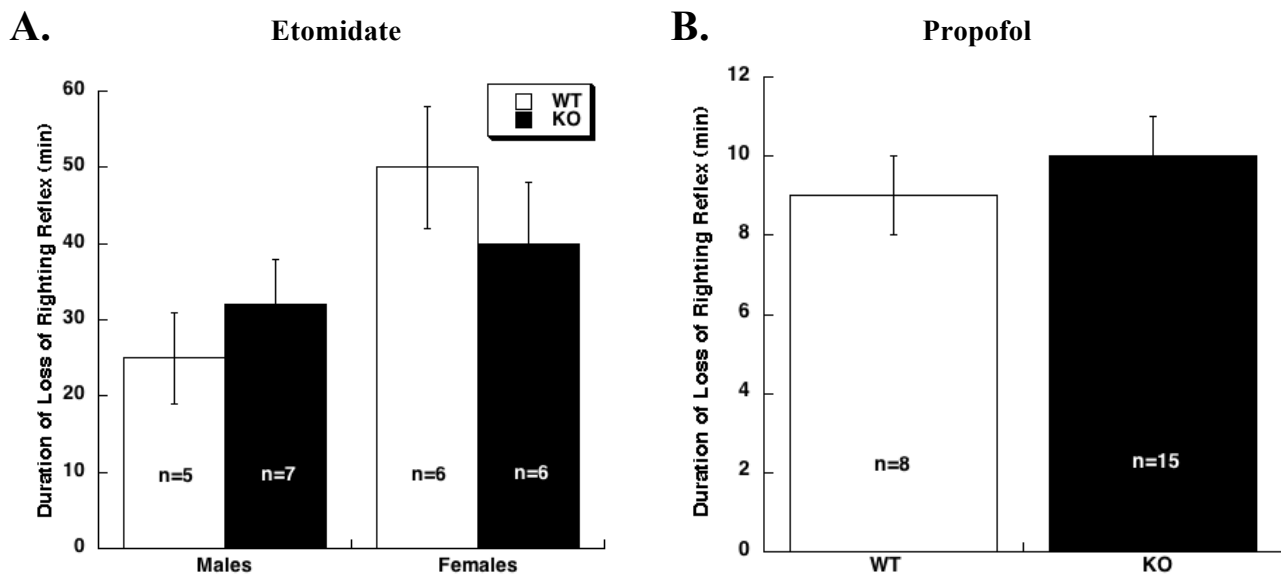 A.
Etomidate
Duration of Loss of Righting Reflex (min)
60
50
40
30
20
10
0
WT
KO
n=5
n=7
n=6
n=6
Males
Females
B.
Propofol
Duration of Loss of Righting Reflex (min)
12
10
8
6
4
2
0
n=8
n=15
WT
KO